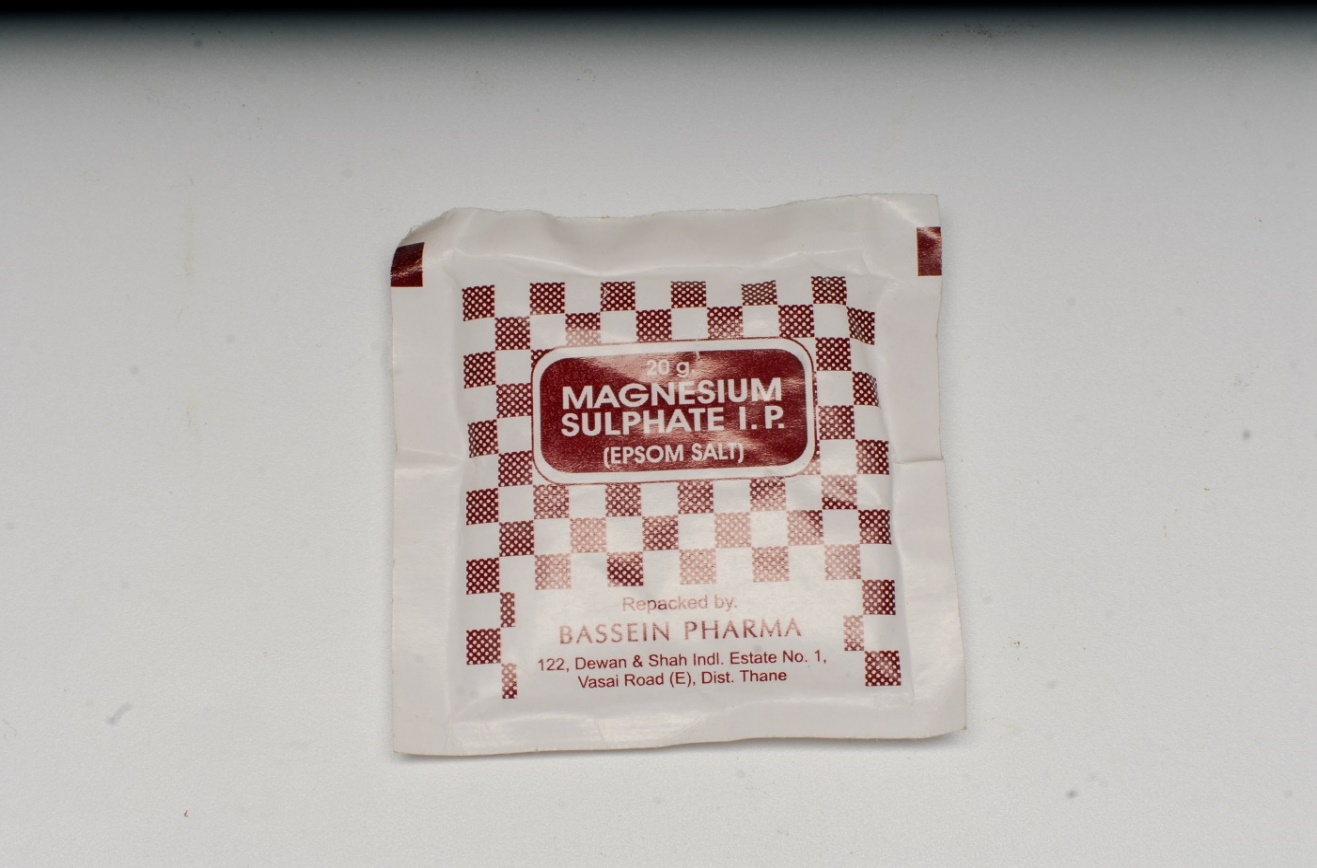 20 g.
MAGNESIUM
SULPHATE I. P.
(EPSOM SALT)
Repacked by.
BASSEIN PHARMA
122, Dewan & Shah Indl. Estate No. 1,
Vasai Road (E), Dist. Thane